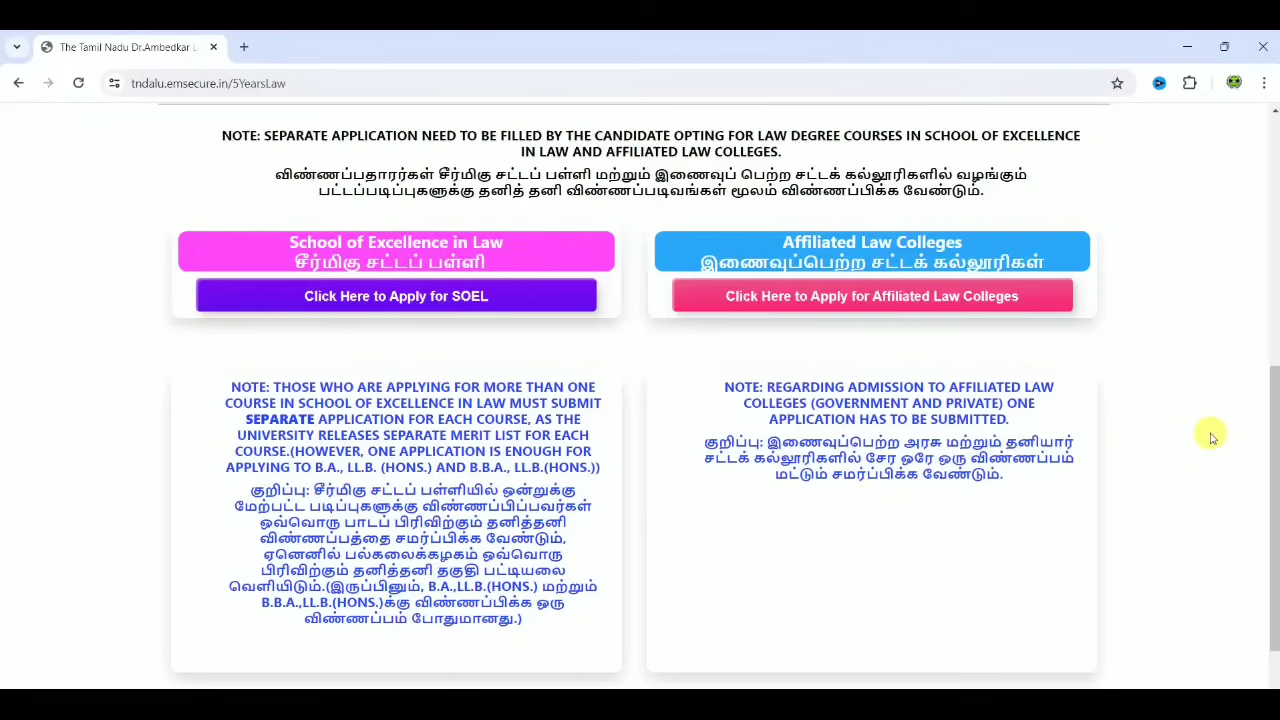 The Tamil Nadu Dr.Ambedkar L
tndalu.emsecure.in/5YearsLaw
NOTE: SEPARATE APPLICATION NEED TO BE FILLED BY THE CANDIDATE OPTING FOR LAW DEGREE COURSES IN SCHOOL OF EXCELLENCE
IN LAW AND AFFILIATED LAW COLLEGES.
விண்ணப்பதாரர்கள் சீர்மிகு சட்டப் பள்ளி மற்றும் இணைவுப் பெற்ற சட்டக் கல்லூரிகளில் வழங்கும்
பட்டப்படிப்புகளுக்கு தனித் தனி விண்ணப்படிவங்கள் மூலம் விண்ணப்பிக்க வேண்டும்.
School of Excellence in Law
சீர்மிகு சட்டப் பள்ளி
Click Here to Apply for SOEL
Affiliated Law Colleges
இணைவுப்பெற்ற சட்டக் கல்லூரிகள்
Click Here to Apply for Affiliated Law Colleges
NOTE: THOSE WHO ARE APPLYING FOR MORE THAN ONE
COURSE IN SCHOOL OF EXCELLENCE IN LAW MUST SUBMIT
SEPARATE APPLICATION FOR EACH COURSE, AS THE
UNIVERSITY RELEASES SEPARATE MERIT LIST FOR EACH
COURSE.(HOWEVER, ONE APPLICATION IS ENOUGH FOR
APPLYING TO B.A., LL.B. (HONS.) AND B.B.A., LL.B.(HONS.))
குறிப்பு: சீர்மிகு சட்டப் பள்ளியில் ஒன்றுக்கு
மேற்பட்ட படிப்புகளுக்கு விண்ணப்பிப்பவர்கள்
ஒவ்வொரு பாடப் பிரிவிற்கும் தனித்தனி
விண்ணப்பத்தை சமர்ப்பிக்க வேண்டும்,
ஏனெனில் பல்கலைக்கழகம் ஒவ்வொரு
பிரிவிற்கும் தனித்தனி தகுதி பட்டியலை
வெளியிடும்.(இருப்பினும், B.A.,LL.B.(HONS.) மற்றும்
B.B.A.,LL.B.(HONS.)க்கு விண்ணப்பிக்க ஒரு
விண்ணப்பம் போதுமானது.)
NOTE: REGARDING ADMISSION TO AFFILIATED LAW
COLLEGES (GOVERNMENT AND PRIVATE) ONE
APPLICATION HAS TO BE SUBMITTED.
குறிப்பு: இணைவுப்பெற்ற அரசு மற்றும் தனியார்
சட்டக் கல்லூரிகளில் சேர ஒரே ஒரு விண்ணப்பம்
மட்டும் சமர்ப்பிக்க வேண்டும்.